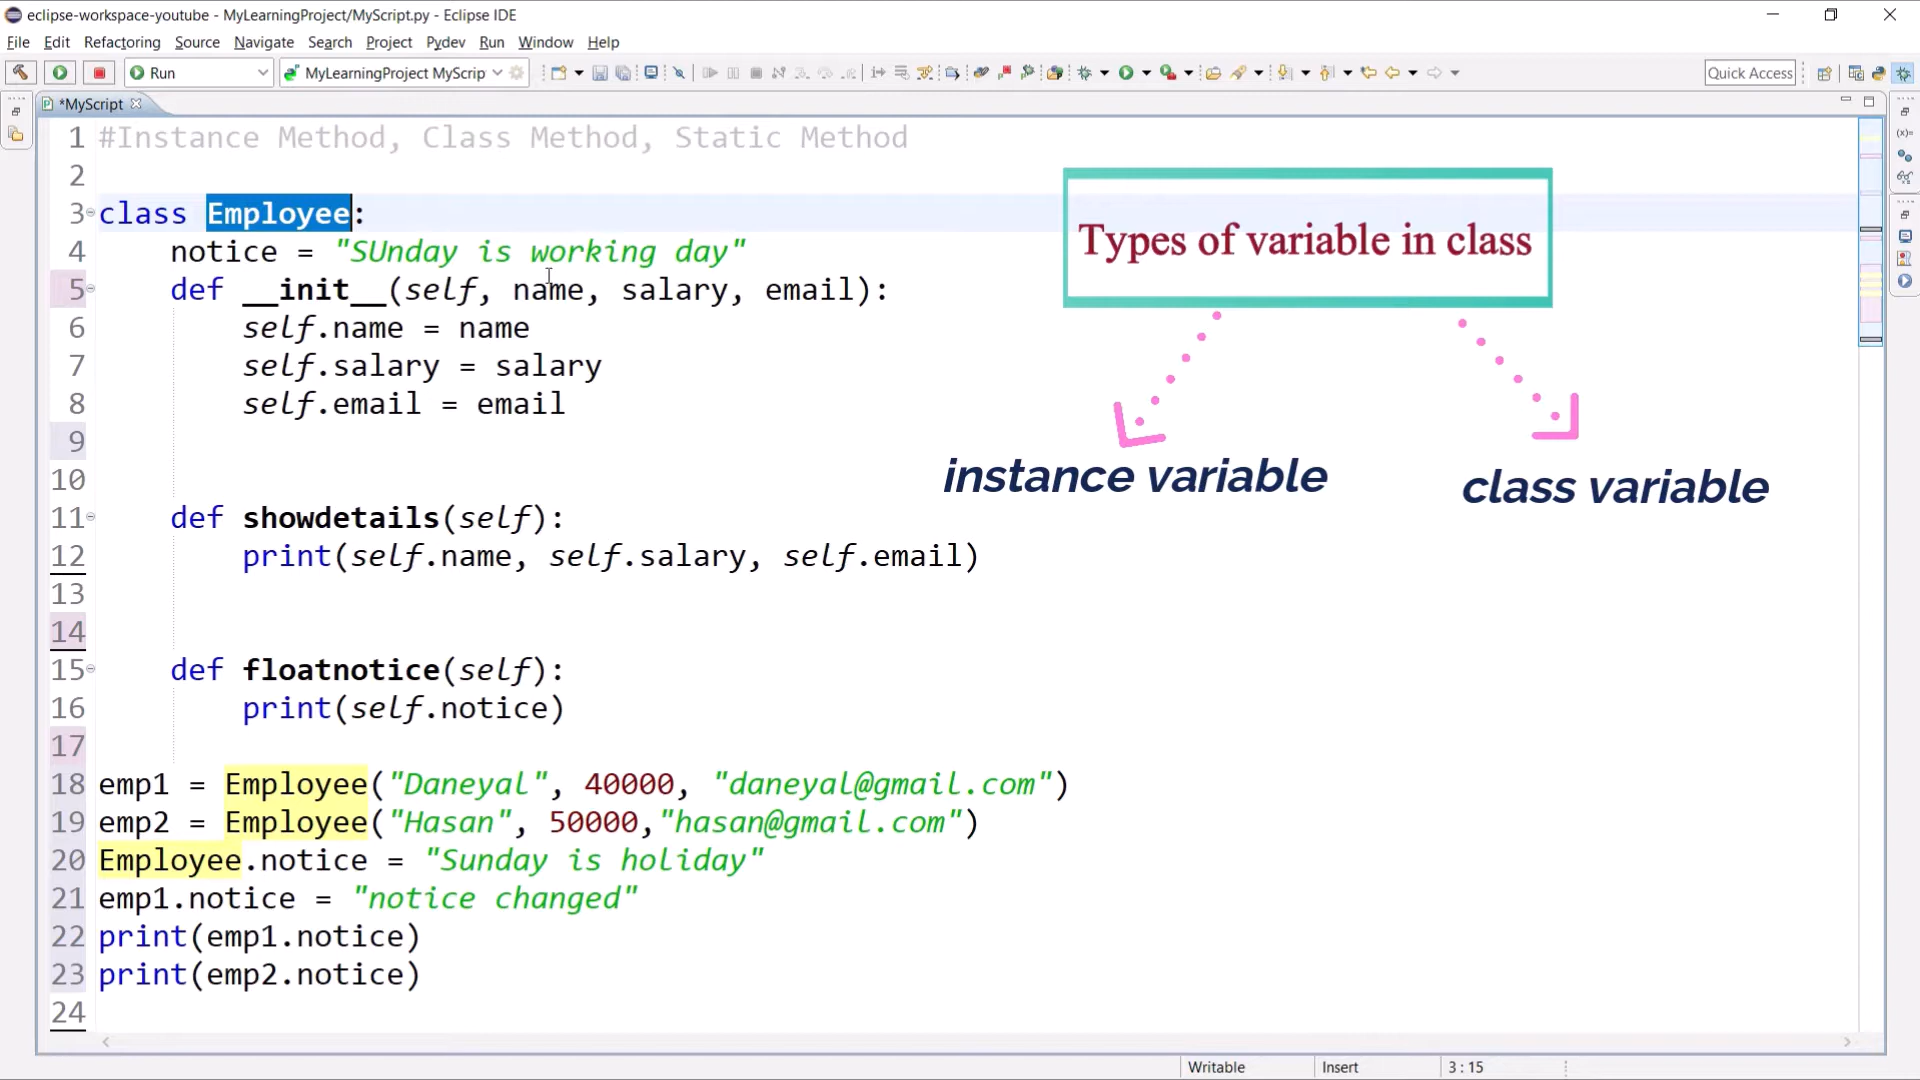 eclipse-workspace-youtube - MyLearningProject/MyScript.py - Eclipse IDE
File Edit Refactoring Source Navigate Search Project Pydev Run Window Help
Run MyLearningProject MyScrip Quick Access
*MyScript
1 #Instance Method, Class Method, Static Method
2
3 class Employee:
4 notice = "SUnday is working day"
5 def __init__(self, name, salary, email):
6 self.name = name
7 self.salary = salary
8 self.email = email
9
10
11 def showdetails(self):
12 print(self.name, self.salary, self.email)
13
14
15 def floatnotice(self):
16 print(self.notice)
17
18 emp1 = Employee("Daneyal", 40000, "daneyal@gmail.com")
19 emp2 = Employee("Hasan", 50000,"hasan@gmail.com")
20 Employee.notice = "Sunday is holiday"
21 emp1.notice = "notice changed"
22 print(emp1.notice)
23 print(emp2.notice)
24
Types of variable in class
instance variable
class variable
Writable Insert 3 : 15